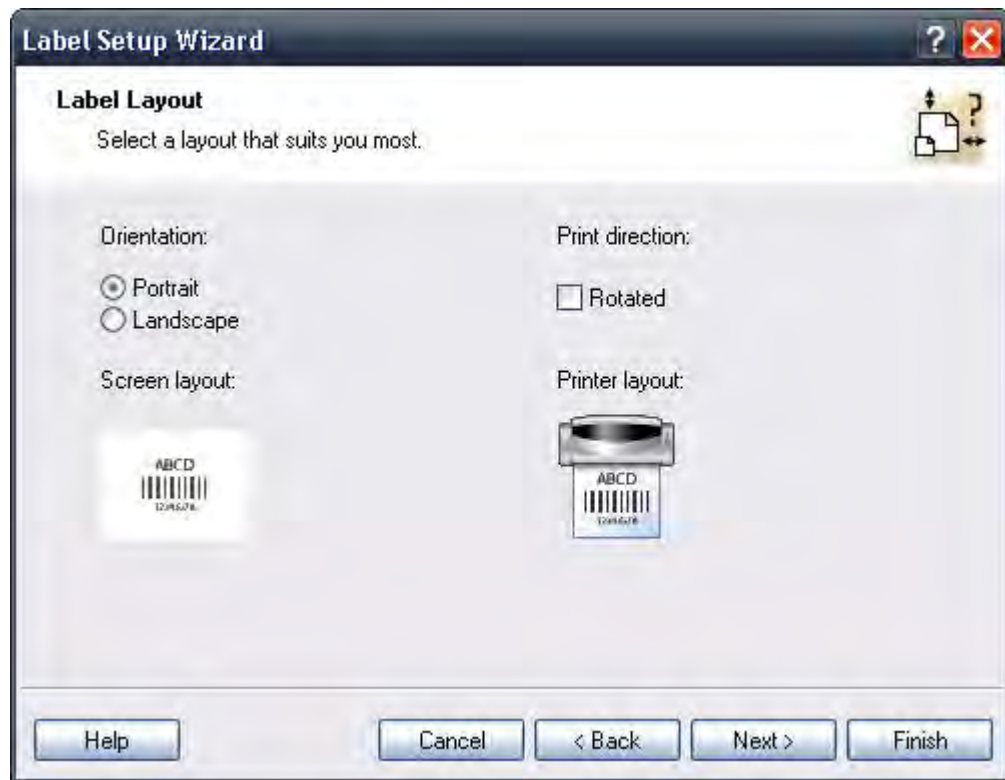 Label Setup Wizard
Label Layout
Select a layout that suits you most.
Orientation:
Portrait
Landscape
Print direction:
Rotated
Screen layout:
ABCD
Printer layout:
ABCD
Help
Cancel
< Back
Next >
Finish